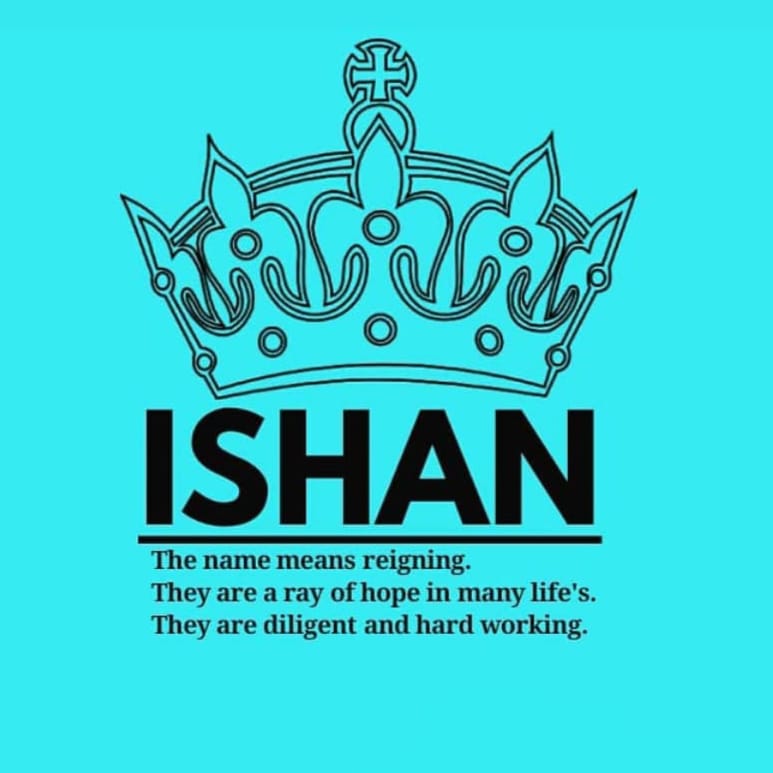 ISHAN
The name means reigning.
They are a ray of hope in many life's.
They are diligent and hard working.